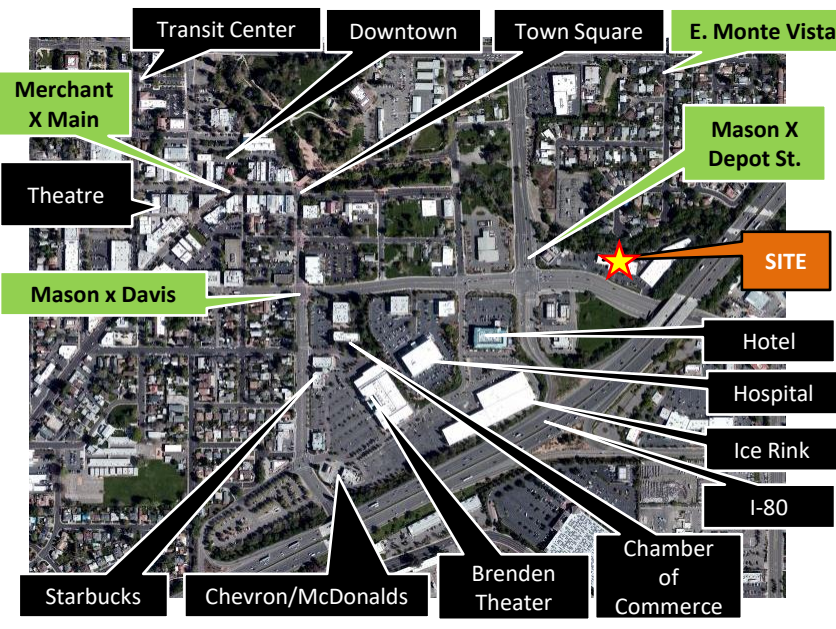 Transit Center
Downtown
Town Square
E. Monte Vista
Merchant
X Main
Mason X
Depot St.
Theatre
SITE
Mason x Davis
Hotel
Hospital
Ice Rink
I-80
Starbucks
Chevron/McDonalds
Brenden
Theater
Chamber
of
Commerce